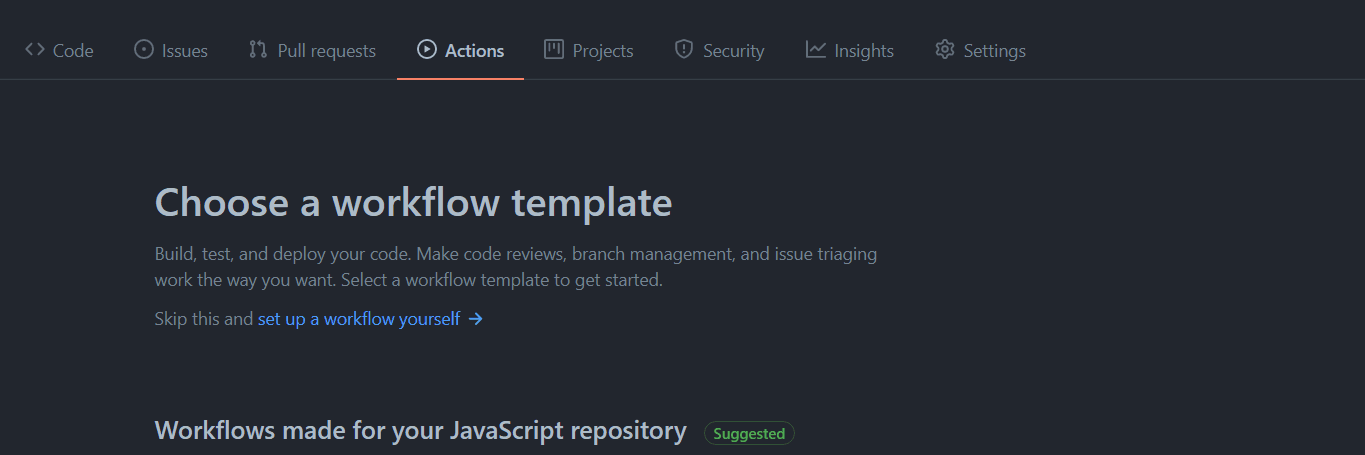 Code Issues Pull requests Actions Projects Security Insights Settings
Choose a workflow template
Build, test, and deploy your code. Make code reviews, branch management, and issue triaging
work the way you want. Select a workflow template to get started.
Skip this and set up a workflow yourself →
Workflows made for your JavaScript repository Suggested